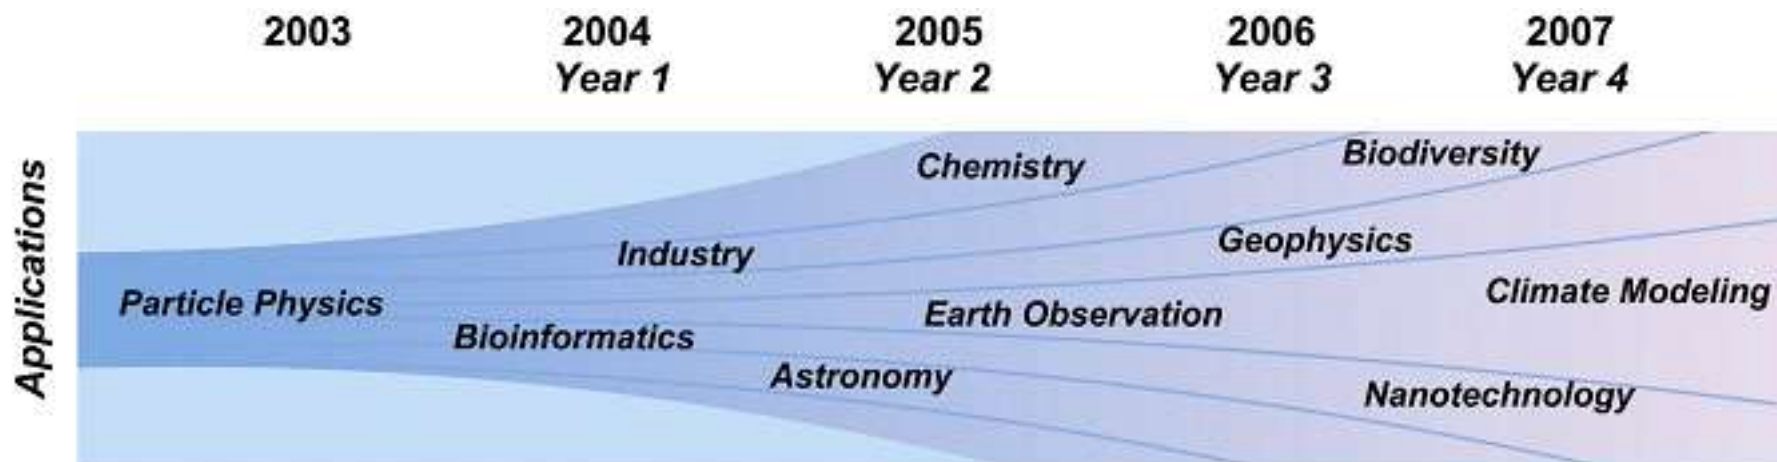 2003 2004 2005 2006 2007
Year 1 Year 2 Year 3 Year 4
Applications
Chemistry
Biodiversity
Industry
Geophysics
Particle Physics
Climate Modeling
Earth Observation
Bioinformatics
Astronomy
Nanotechnology